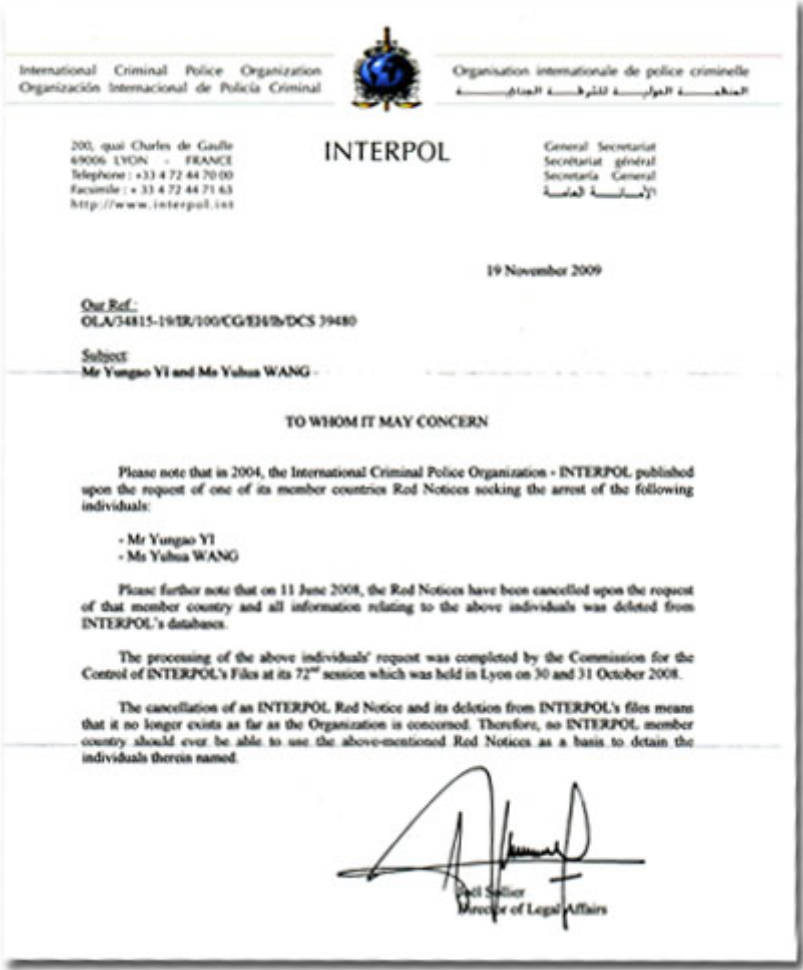 International Criminal Police Organization
Organización Internacional de Policía Criminal
Organisation internationale de police criminelle
200, quai Charles de Gaulle
69006 LYON - FRANCE
Telephone : +33 4 72 44 70 00
Facsimile : + 33 4 72 44 71 63
http://www.interpol.int
INTERPOL
General Secretariat
Secrétariat général
Secretaría General
الأمانة العامة
19 November 2009
Our Ref :
OLA/34815-19/IR/100/CG/EH/lb/DCS 39480
Subject
Mr Yungao YI and Ms Yuhua WANG -
TO WHOM IT MAY CONCERN
Please note that in 2004, the International Criminal Police Organization - INTERPOL published
upon the request of one of its member countries Red Notices seeking the arrest of the following
individuals:
- Mr Yungao YI
- Ms Yuhua WANG
Please further note that on 11 June 2008, the Red Notices have been cancelled upon the request
of that member country and all information relating to the above individuals was deleted from
INTERPOL's databases.
The processing of the above individuals' request was completed by the Commission for the
Control of INTERPOL's Files at its 72nd session which was held in Lyon on 30 and 31 October 2008.
The cancellation of an INTERPOL Red Notice and its deletion from INTERPOL's files means
that it no longer exists as far as the Organization is concerned. Therefore, no INTERPOL member
country should ever be able to use the above-mentioned Red Notices as a basis to detain the
individuals therein named.
Joël Sollier
Director of Legal Affairs